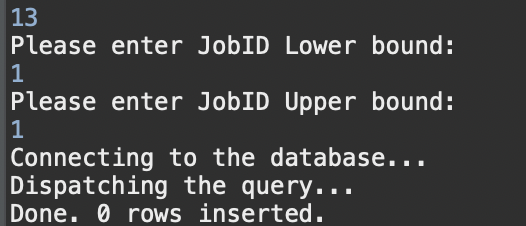 13
Please enter JobID Lower bound:
1
Please enter JobID Upper bound:
1
Connecting to the database...
Dispatching the query...
Done. 0 rows inserted.